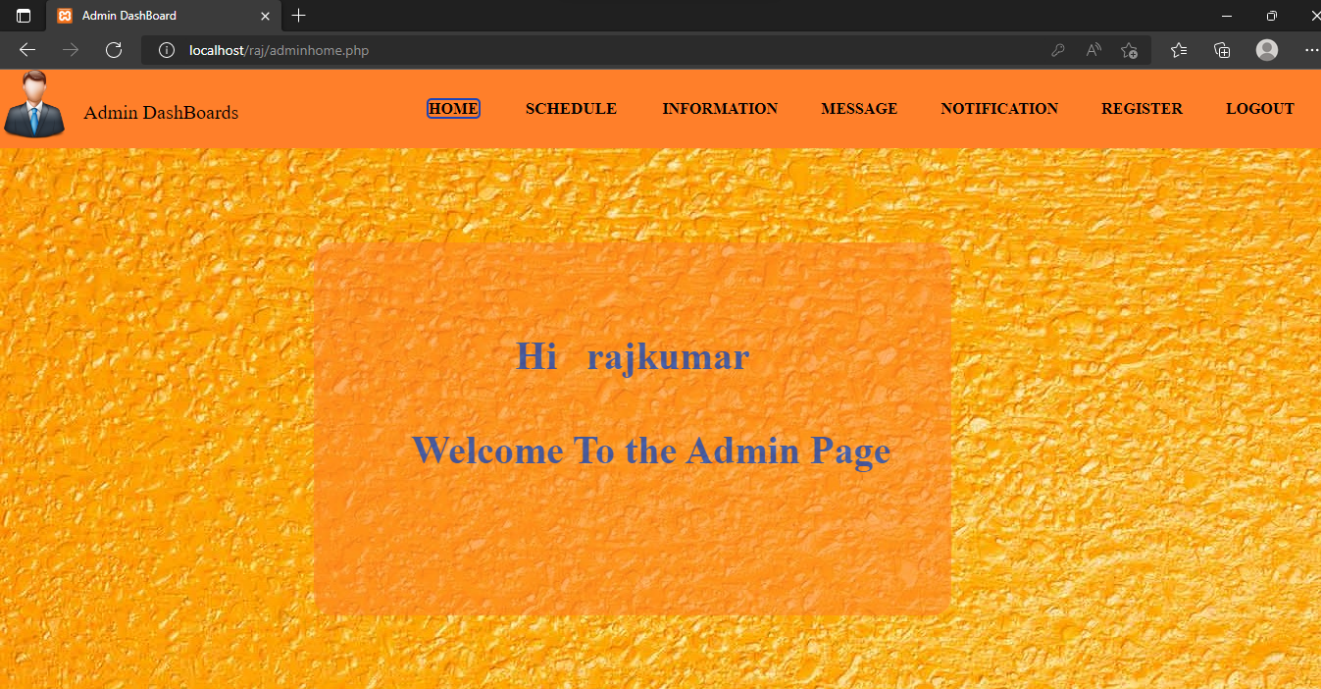 Admin DashBoard
localhost/raj/adminhome.php
Admin DashBoards HOME SCHEDULE INFORMATION MESSAGE NOTIFICATION REGISTER LOGOUT
Hi rajkumar
Welcome To the Admin Page